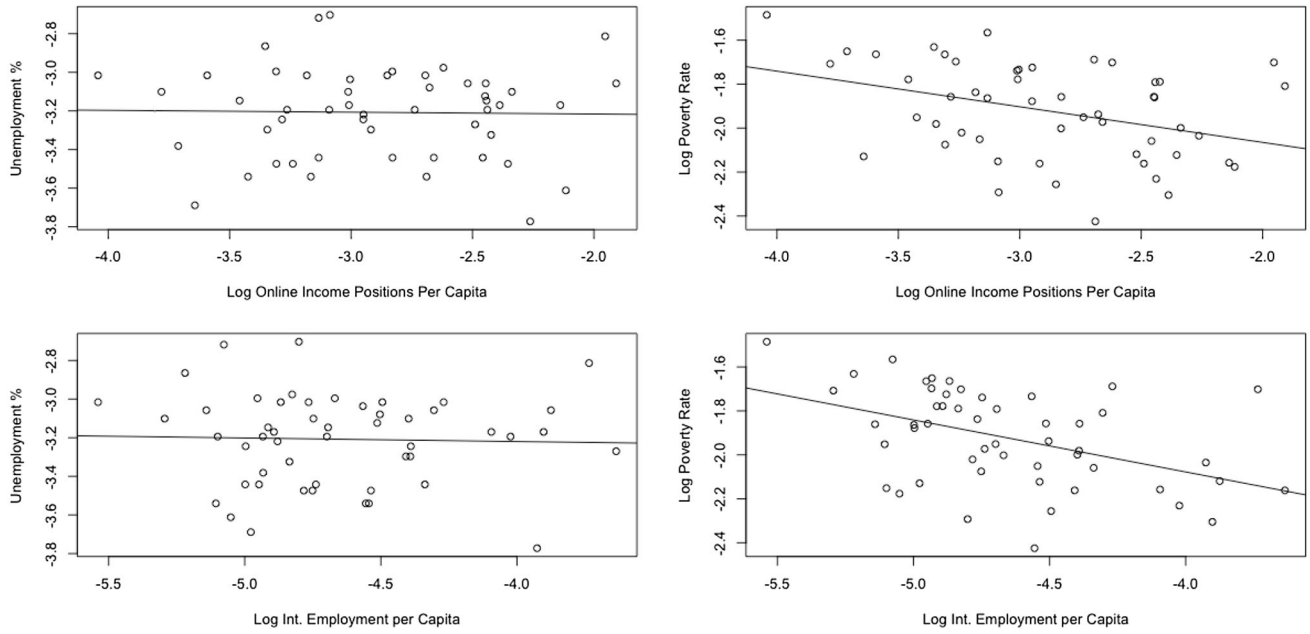 Unemployment %
-2.8
-3.0
-3.2
-3.4
-3.6
-3.8
-4.0 -3.5 -3.0 -2.5 -2.0
Log Online Income Positions Per Capita
Log Poverty Rate
-1.6
-1.8
-2.0
-2.2
-2.4
-4.0 -3.5 -3.0 -2.5 -2.0
Log Online Income Positions Per Capita
Unemployment %
-2.8
-3.0
-3.2
-3.4
-3.6
-3.8
-5.5 -5.0 -4.5 -4.0
Log Int. Employment per Capita
Log Poverty Rate
-1.6
-1.8
-2.0
-2.2
-2.4
-5.5 -5.0 -4.5 -4.0
Log Int. Employment per Capita